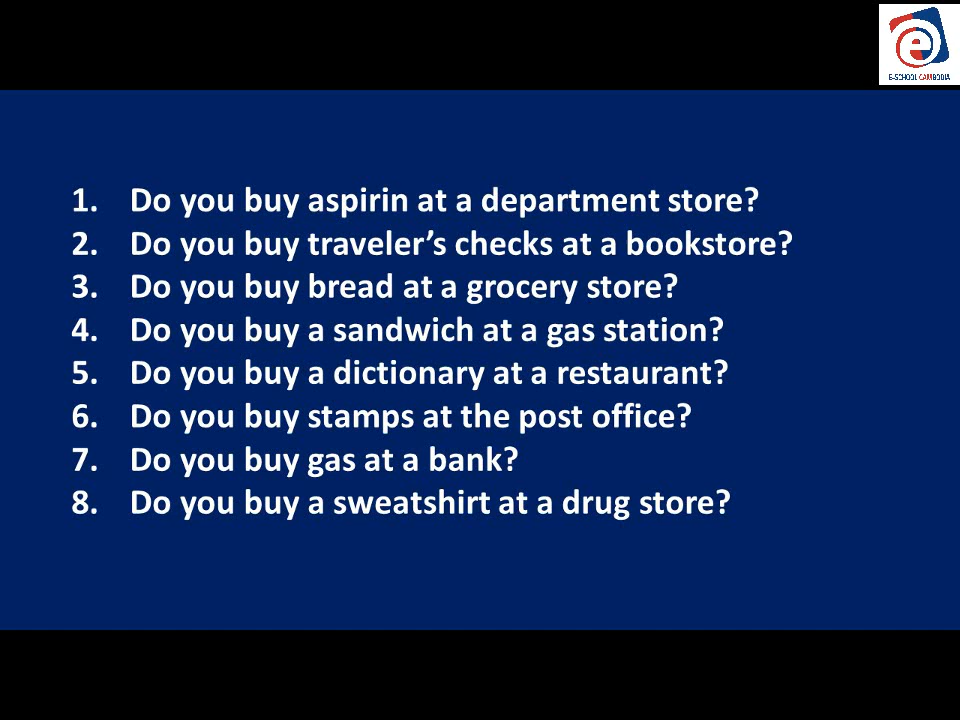 e
E-SCHOOL CAMBODIA
1. Do you buy aspirin at a department store?
2. Do you buy traveler’s checks at a bookstore?
3. Do you buy bread at a grocery store?
4. Do you buy a sandwich at a gas station?
5. Do you buy a dictionary at a restaurant?
6. Do you buy stamps at the post office?
7. Do you buy gas at a bank?
8. Do you buy a sweatshirt at a drug store?